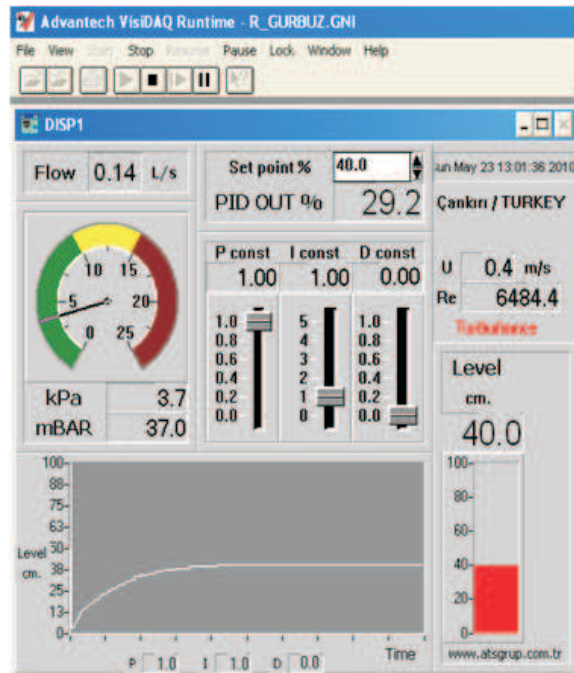 Advantech VisiDAQ Runtime - R_GURBUZ.GNI
File View Start Stop Resume Pause Lock Window Help
DISP1
Flow 0.14 L/s
Set point % 40.0
PID OUT % 29.2
Sun May 23 13:01:36 2010
Çankırı / TURKEY
P const I const D const
1.00 1.00 0.00
1.0 5 1.0
0.8 4 0.8
0.6 3 0.6
0.4 2 0.4
0.2 1 0.2
0.0 0 0.0
0 5 10 15 20 25
kPa 3.7
mBAR 37.0
U 0.4 m/s
Re 6484.4
Turbulance
Level
cm.
40.0
100-
80-
60-
40-
20-
0-
www.atsgrup.com.tr
100-
88-
75-
63-
50-
38-
25-
13-
0-
Level
cm.
Time
P 1.0 I 1.0 D 0.0